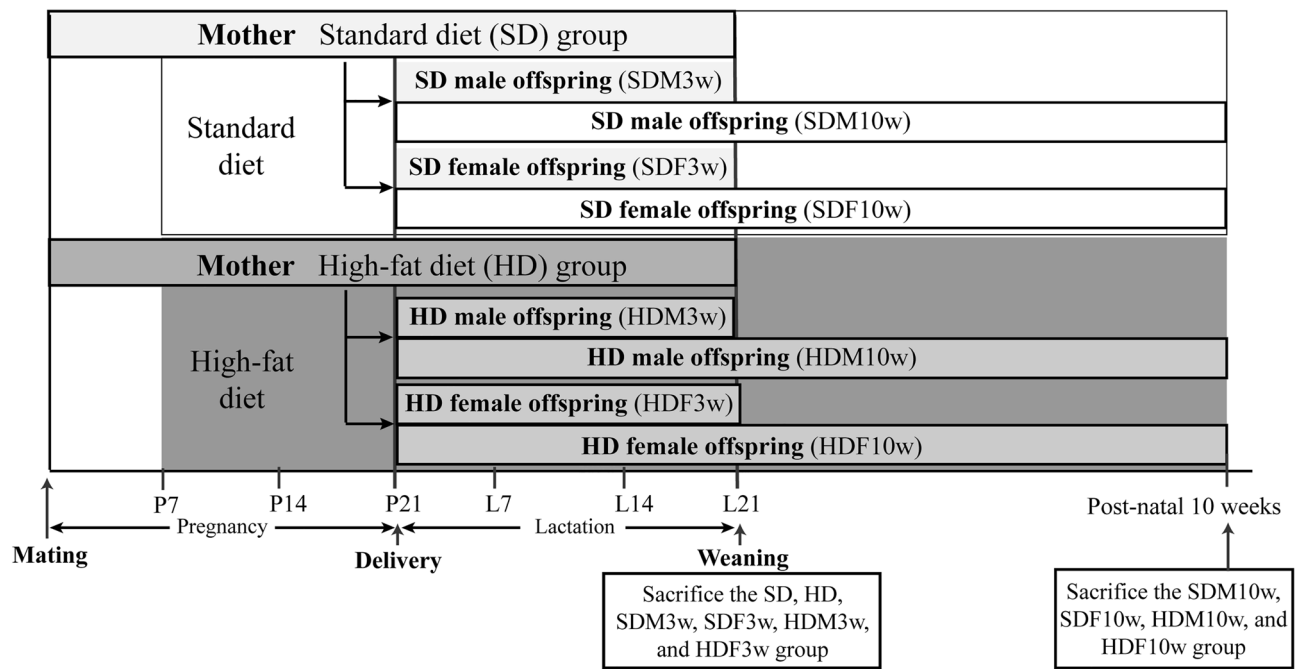 Mother Standard diet (SD) group
SD male offspring (SDM3w)
SD male offspring (SDM10w)
Standard
diet
SD female offspring (SDF3w)
SD female offspring (SDF10w)
Mother High-fat diet (HD) group
HD male offspring (HDM3w)
HD male offspring (HDM10w)
High-fat
diet
HD female offspring (HDF3w)
HD female offspring (HDF10w)
P7 P14 P21 L7 L14 L21 Post-natal 10 weeks
Pregnancy Lactation
Mating Delivery Weaning
Sacrifice the SD, HD,
SDM3w, SDF3w, HDM3w,
and HDF3w group
Sacrifice the SDM10w,
SDF10w, HDM10w, and
HDF10w group